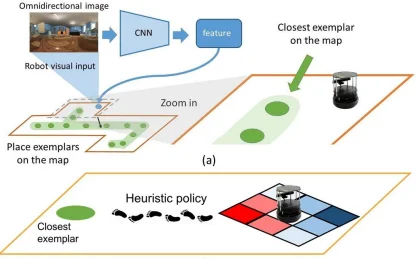 Omnidirectional image
CNN
feature
Robot visual input
Closest exemplar
on the map
Zoom in
Place exemplars
on the map
(a)
Heuristic policy
Closest
exemplar